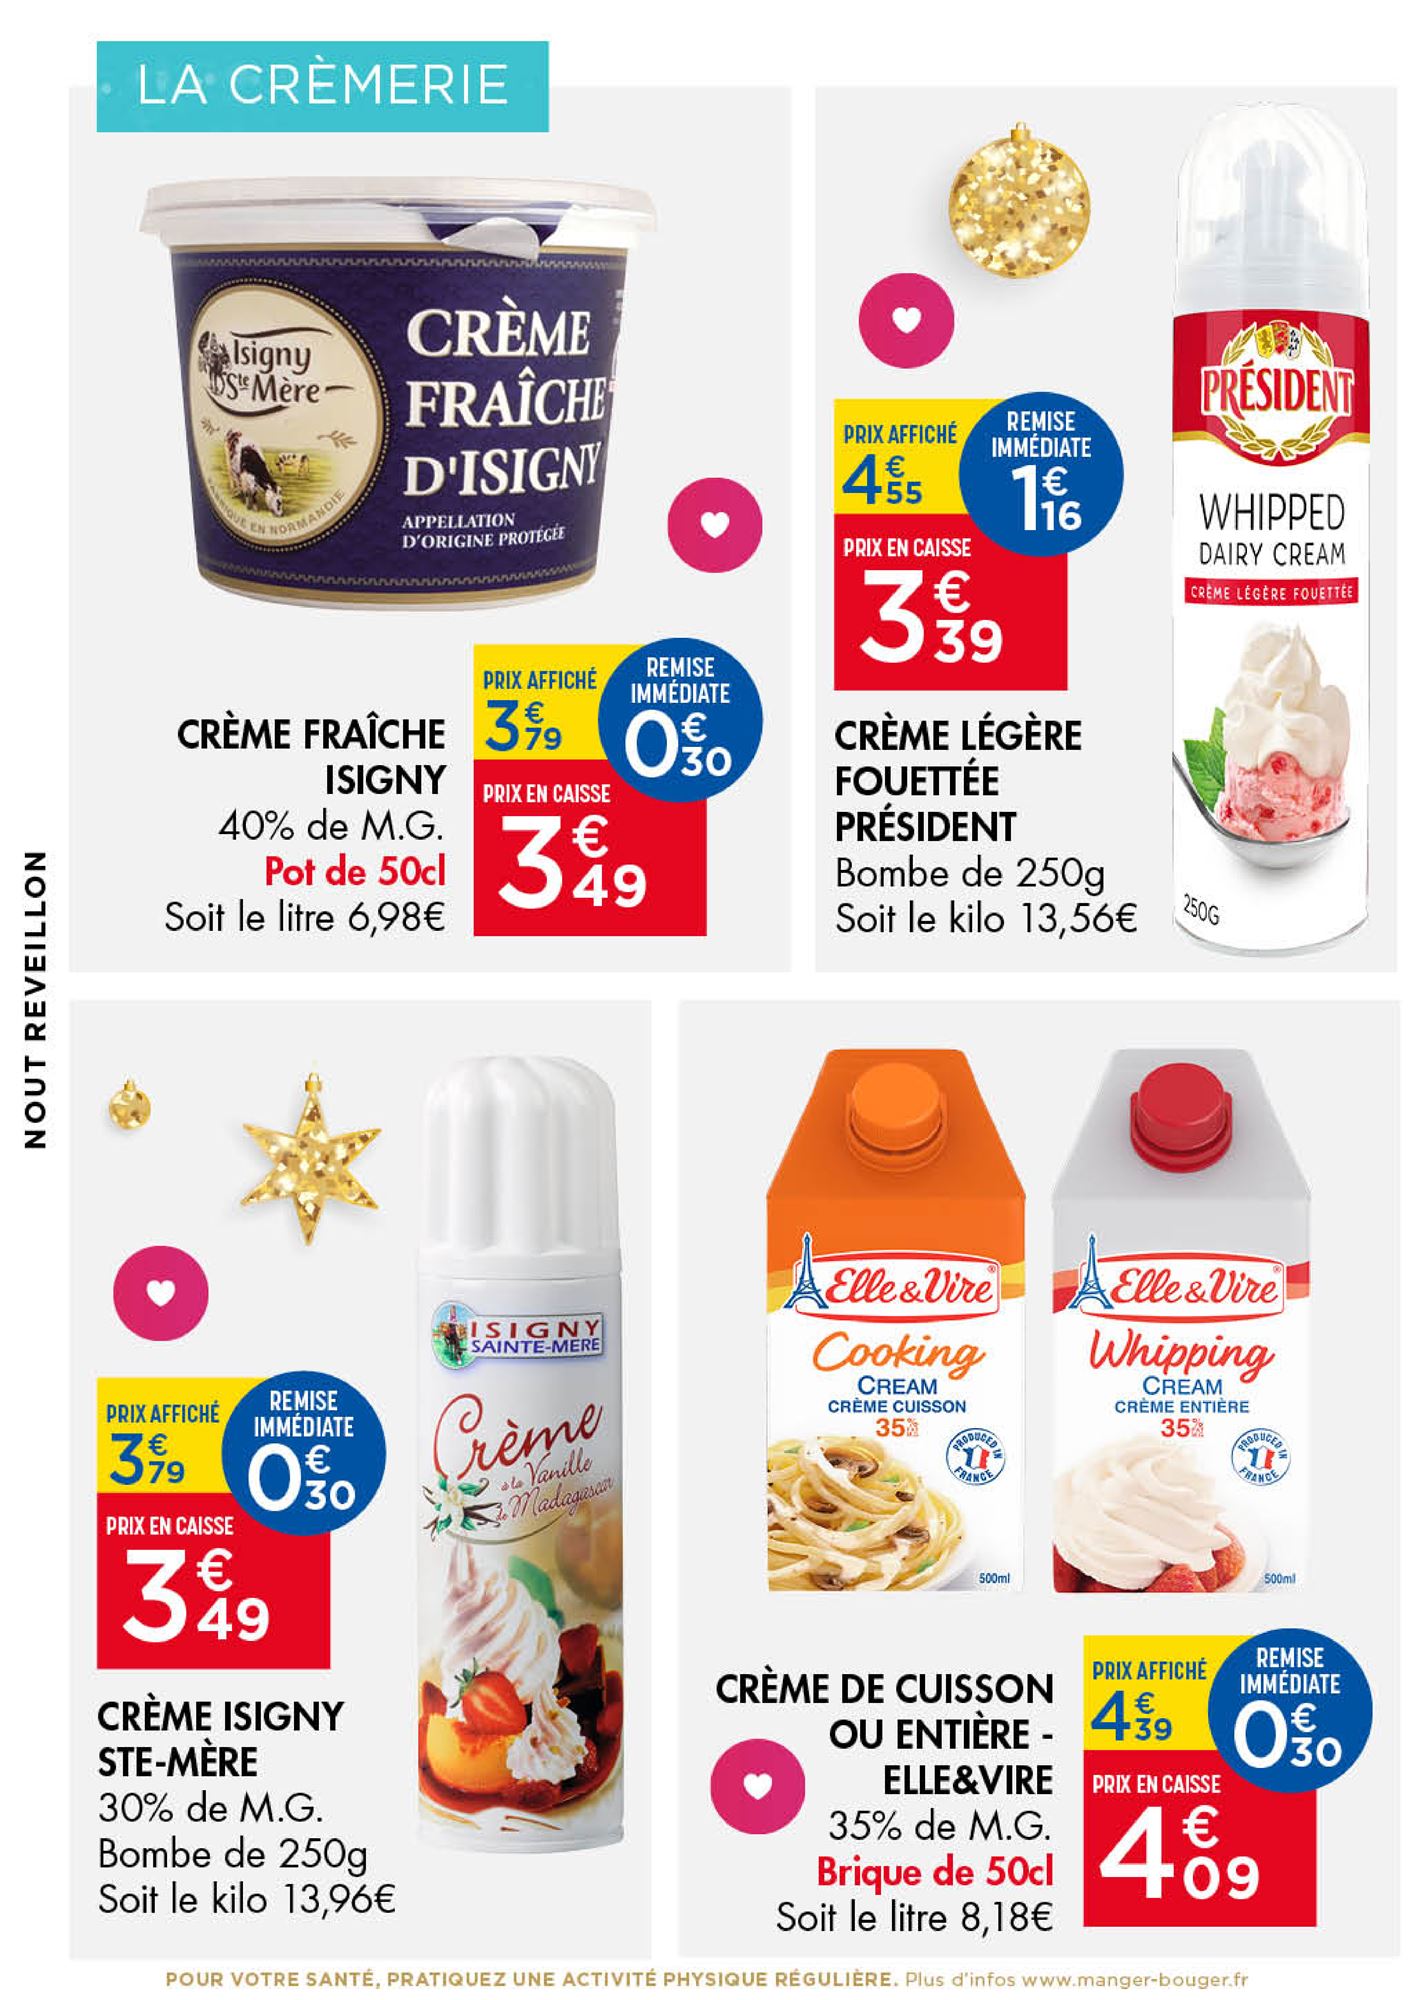 LA CRÈMERIE
Isigny
Ste Mère
FABRIQUÉ EN NORMANDIE
CRÈME
FRAÎCHE
D'ISIGNY
APPELLATION
D'ORIGINE PROTÉGÉE
CRÈME FRAÎCHE
ISIGNY
40% de M.G.
Pot de 50cl
Soit le litre 6,98€
PRIX AFFICHÉ
3€79
REMISE
IMMÉDIATE
0€30
PRIX EN CAISSE
3€49
PRIX AFFICHÉ
4€55
REMISE
IMMÉDIATE
1€16
PRIX EN CAISSE
3€39
CRÈME LÉGÈRE
FOUETTÉE
PRÉSIDENT
Bombe de 250g
Soit le kilo 13,56€
PRÉSIDENT
WHIPPED
DAIRY CREAM
CRÈME LÉGÈRE FOUETTÉE
250G
NOUT REVEILLON
PRIX AFFICHÉ
3€79
REMISE
IMMÉDIATE
0€30
PRIX EN CAISSE
3€49
CRÈME ISIGNY
STE-MÈRE
30% de M.G.
Bombe de 250g
Soit le kilo 13,96€
ISIGNY
SAINTE-MERE
Crème
à la Vanille
de Madagascar
Elle&Vire
Cooking
CREAM
CRÈME CUISSON
35%
PRODUCED IN
FRANCE
500ml
Elle&Vire
Whipping
CREAM
CRÈME ENTIÈRE
35%
PRODUCED IN
FRANCE
500ml
CRÈME DE CUISSON
OU ENTIÈRE -
ELLE&VIRE
35% de M.G.
Brique de 50cl
Soit le litre 8,18€
PRIX AFFICHÉ
4€39
REMISE
IMMÉDIATE
0€30
PRIX EN CAISSE
4€09
POUR VOTRE SANTÉ, PRATIQUEZ UNE ACTIVITÉ PHYSIQUE RÉGULIÈRE. Plus d'infos www.manger-bouger.fr